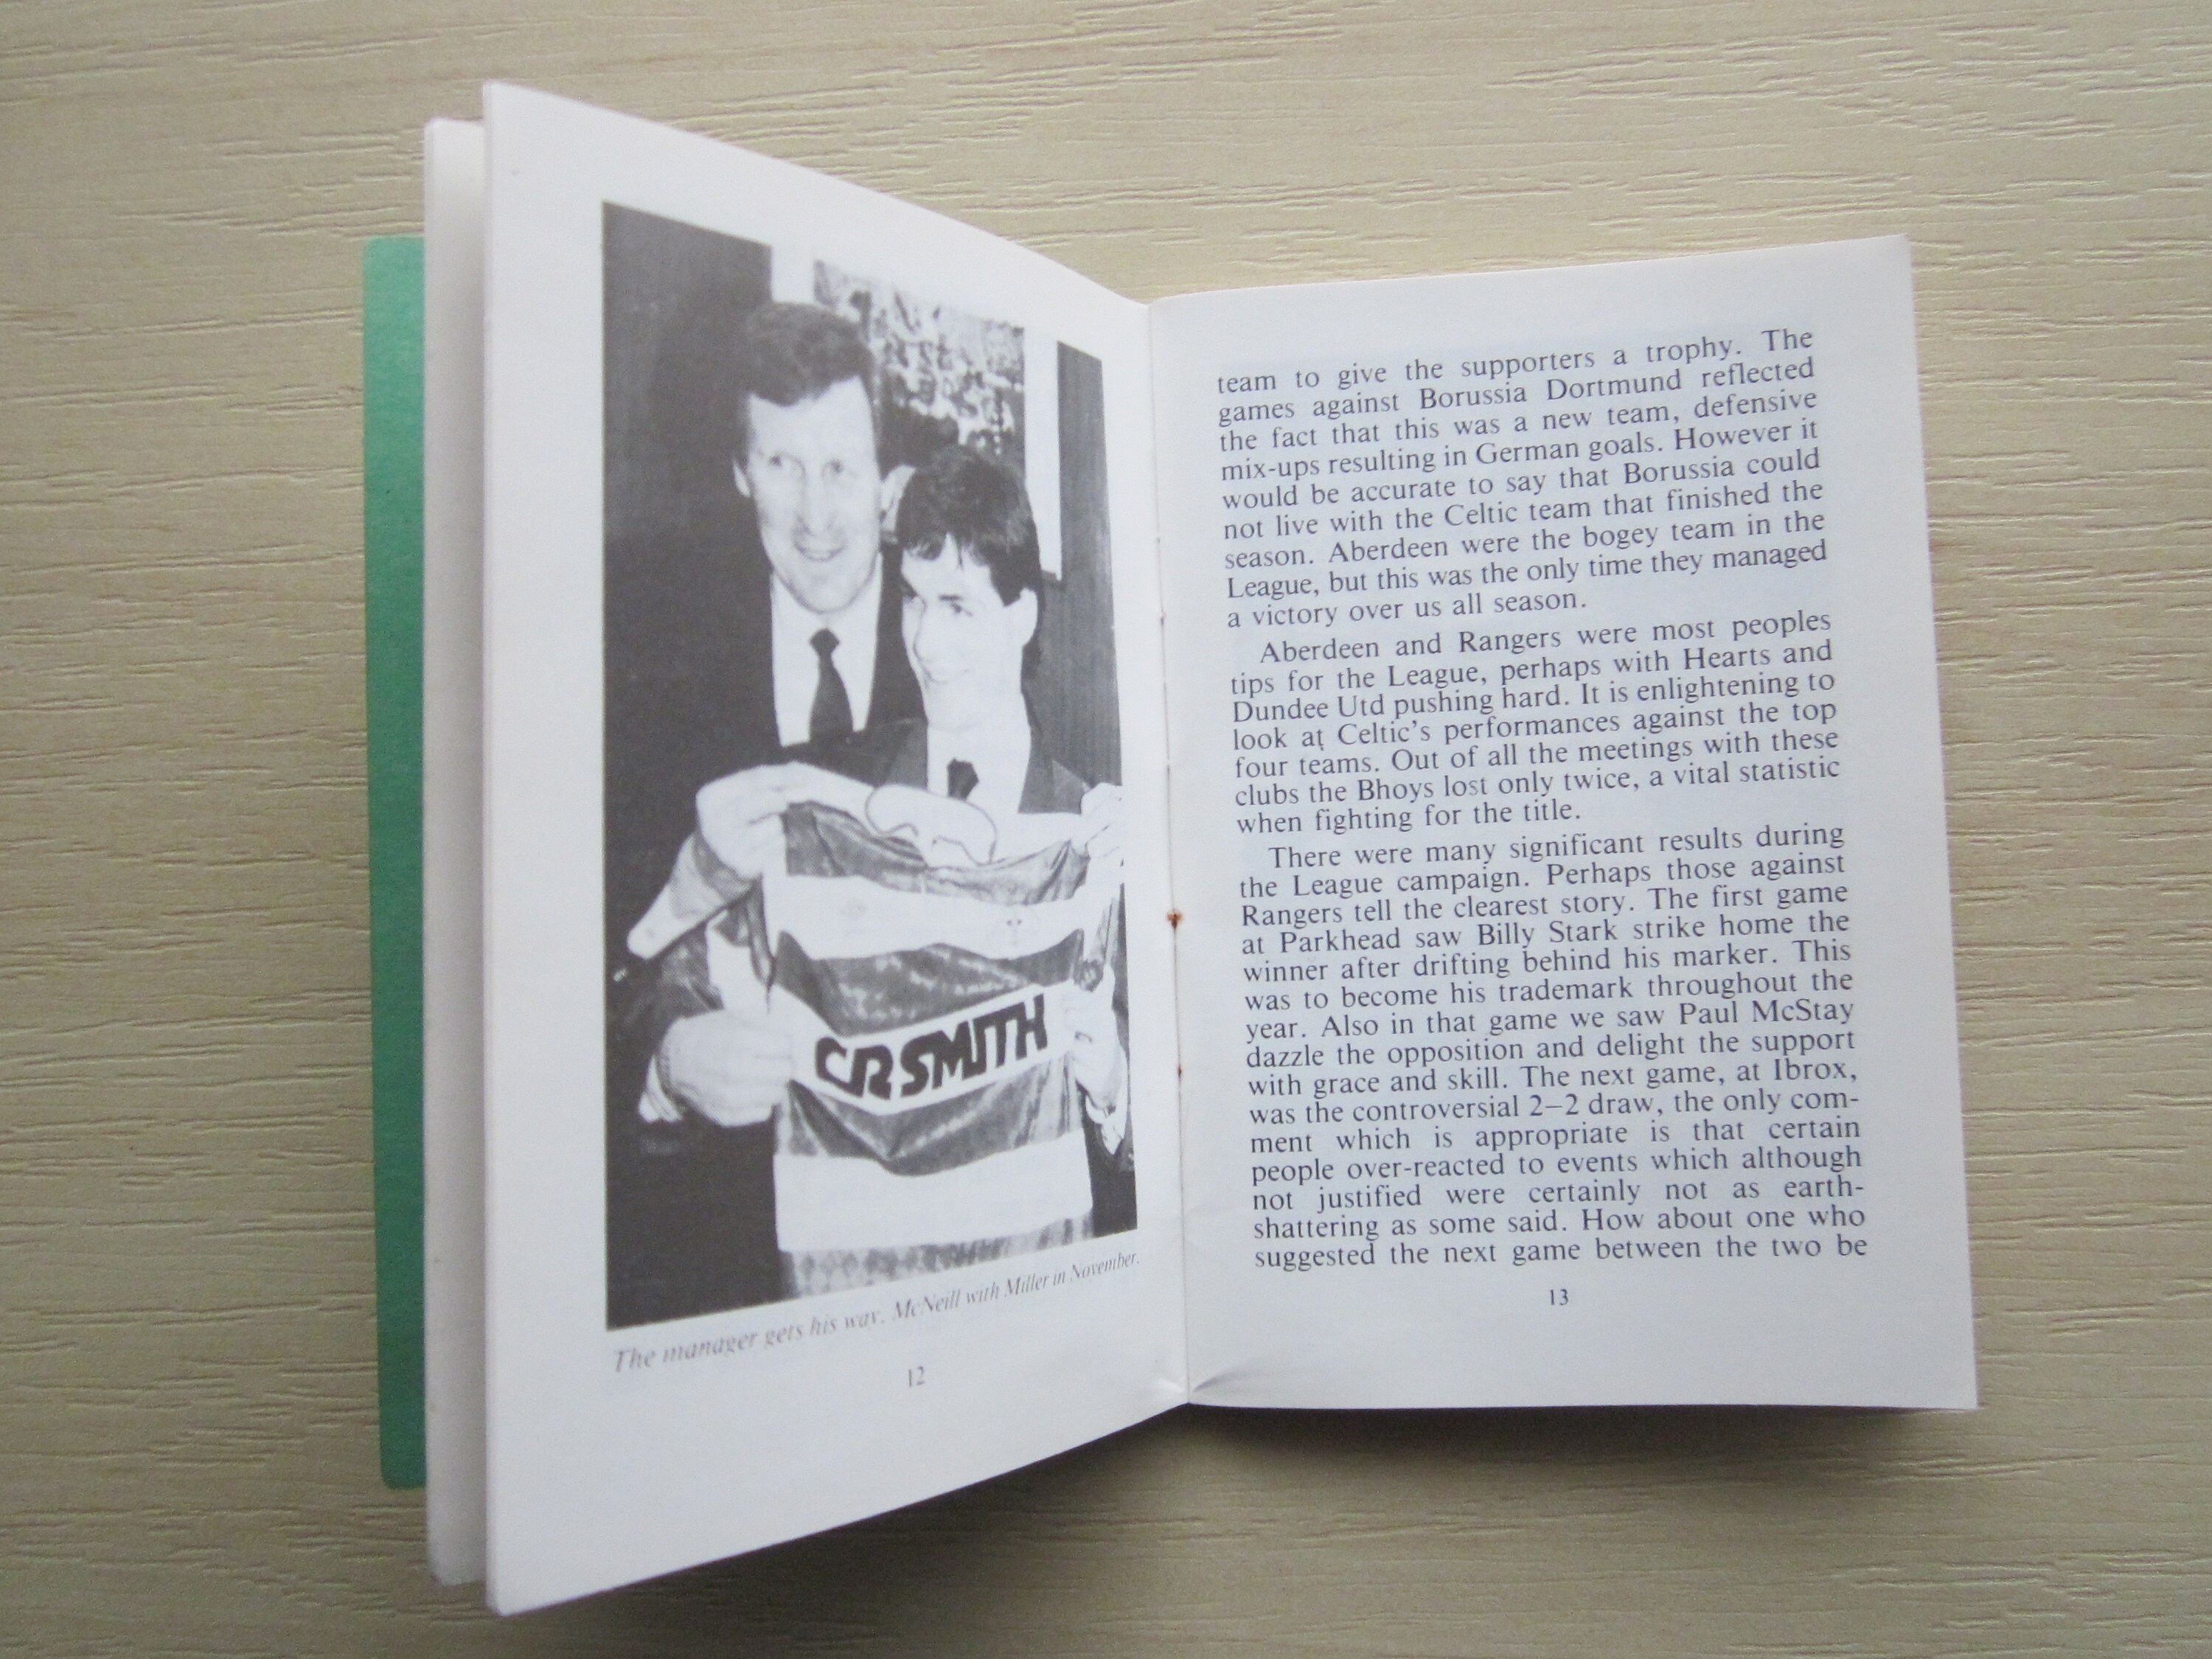 CR SMITH
The manager gets his way. McNeill with Miller in November.
12
team to give the supporters a trophy. The
games against Borussia Dortmund reflected
the fact that this was a new team, defensive
mix-ups resulting in German goals. However it
would be accurate to say that Borussia could
not live with the Celtic team that finished the
season. Aberdeen were the bogey team in the
League, but this was the only time they managed
a victory over us all season.
Aberdeen and Rangers were most peoples
tips for the League, perhaps with Hearts and
Dundee Utd pushing hard. It is enlightening to
look at Celtic's performances against the top
four teams. Out of all the meetings with these
clubs the Bhoys lost only twice, a vital statistic
when fighting for the title.
There were many significant results during
the League campaign. Perhaps those against
Rangers tell the clearest story. The first game
at Parkhead saw Billy Stark strike home the
winner after drifting behind his marker. This
was to become his trademark throughout the
year. Also in that game we saw Paul McStay
dazzle the opposition and delight the support
with grace and skill. The next game, at Ibrox,
was the controversial 2–2 draw, the only com-
ment which is appropriate is that certain
people over-reacted to events which although
not justified were certainly not as earth-
shattering as some said. How about one who
suggested the next game between the two be
13